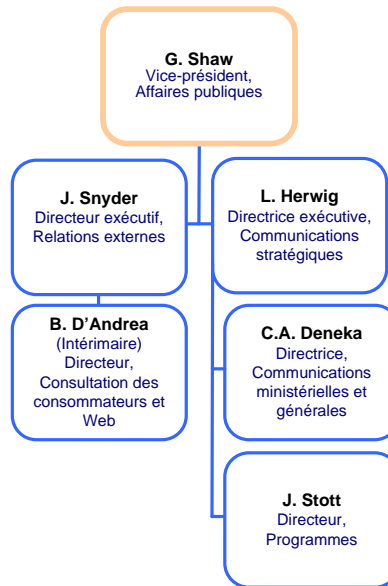 G. Shaw
Vice-président,
Affaires publiques
J. Snyder
Directeur exécutif,
Relations externes
L. Herwig
Directrice exécutive,
Communications
stratégiques
B. D’Andrea
(Intérimaire)
Directeur,
Consultation des
consommateurs et
Web
C.A. Deneka
Directrice,
Communications
ministérielles et
générales
J. Stott
Directeur,
Programmes